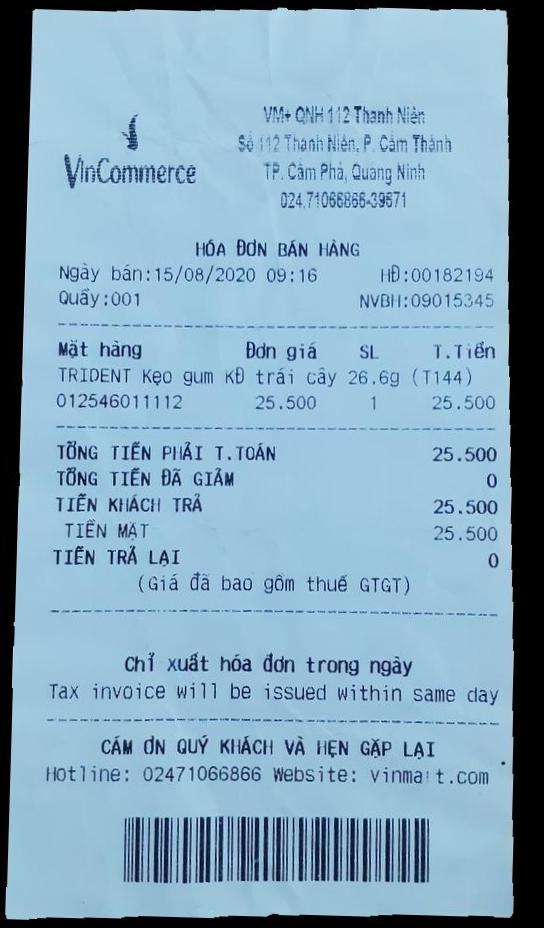 VinCommerce
VM+ QNH 112 Thanh Niên
Số 112 Thanh Niên, P. Cẩm Thành
TP. Cẩm Phả, Quảng Ninh
024.71066866-39671
HÓA ĐƠN BÁN HÀNG
Ngày bán:15/08/2020 09:16 HĐ:00182194
Quầy:001 NVBH:09015345
Mặt hàng Đơn giá SL T.Tiền
TRIDENT Kẹo gum KĐ trái cây 26.6g (T144)
012546011112 25.500 1 25.500
TỔNG TIỀN PHẢI T.TOÁN 25.500
TỔNG TIỀN ĐÃ GIẢM 0
TIỀN KHÁCH TRẢ 25.500
TIỀN MẶT 25.500
TIỀN TRẢ LẠI 0
(Giá đã bao gồm thuế GTGT)
Chỉ xuất hóa đơn trong ngày
Tax invoice will be issued within same day
CẢM ƠN QUÝ KHÁCH VÀ HẸN GẶP LẠI
Hotline: 02471066866 Website: vinmart.com